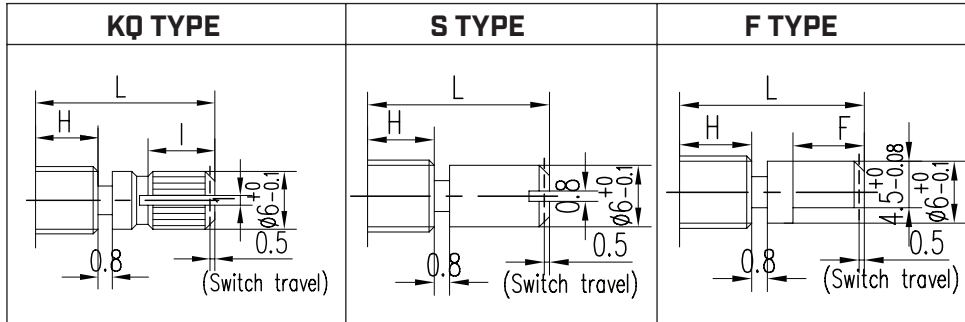 KQ TYPE
S TYPE
F TYPE
L
H
I
0.8
ø6+0-0.1
0.5
(Switch travel)
L
H
0.8
0.8
ø6+0-0.1
0.5
(Switch travel)
L
H
F
0.8
4.5+0-0.08
ø6+0-0.1
0.5
(Switch travel)